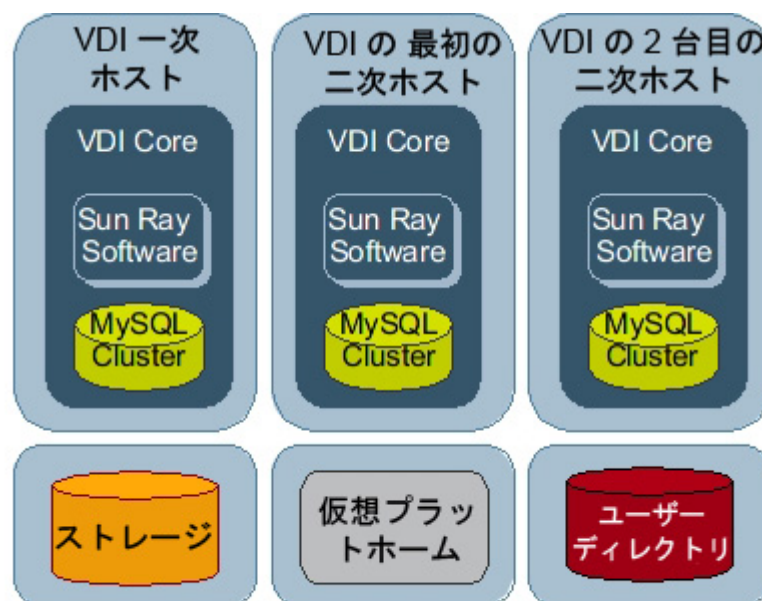 VDI 一次
ホスト
VDI Core
Sun Ray
Software
MySQL
Cluster
VDI の 最初の
二次ホスト
VDI Core
Sun Ray
Software
MySQL
Cluster
VDI の 2 台目の
二次ホスト
VDI Core
Sun Ray
Software
MySQL
Cluster
ストレージ
仮想プラッ
トホーム
ユーザー
ディレクトリ